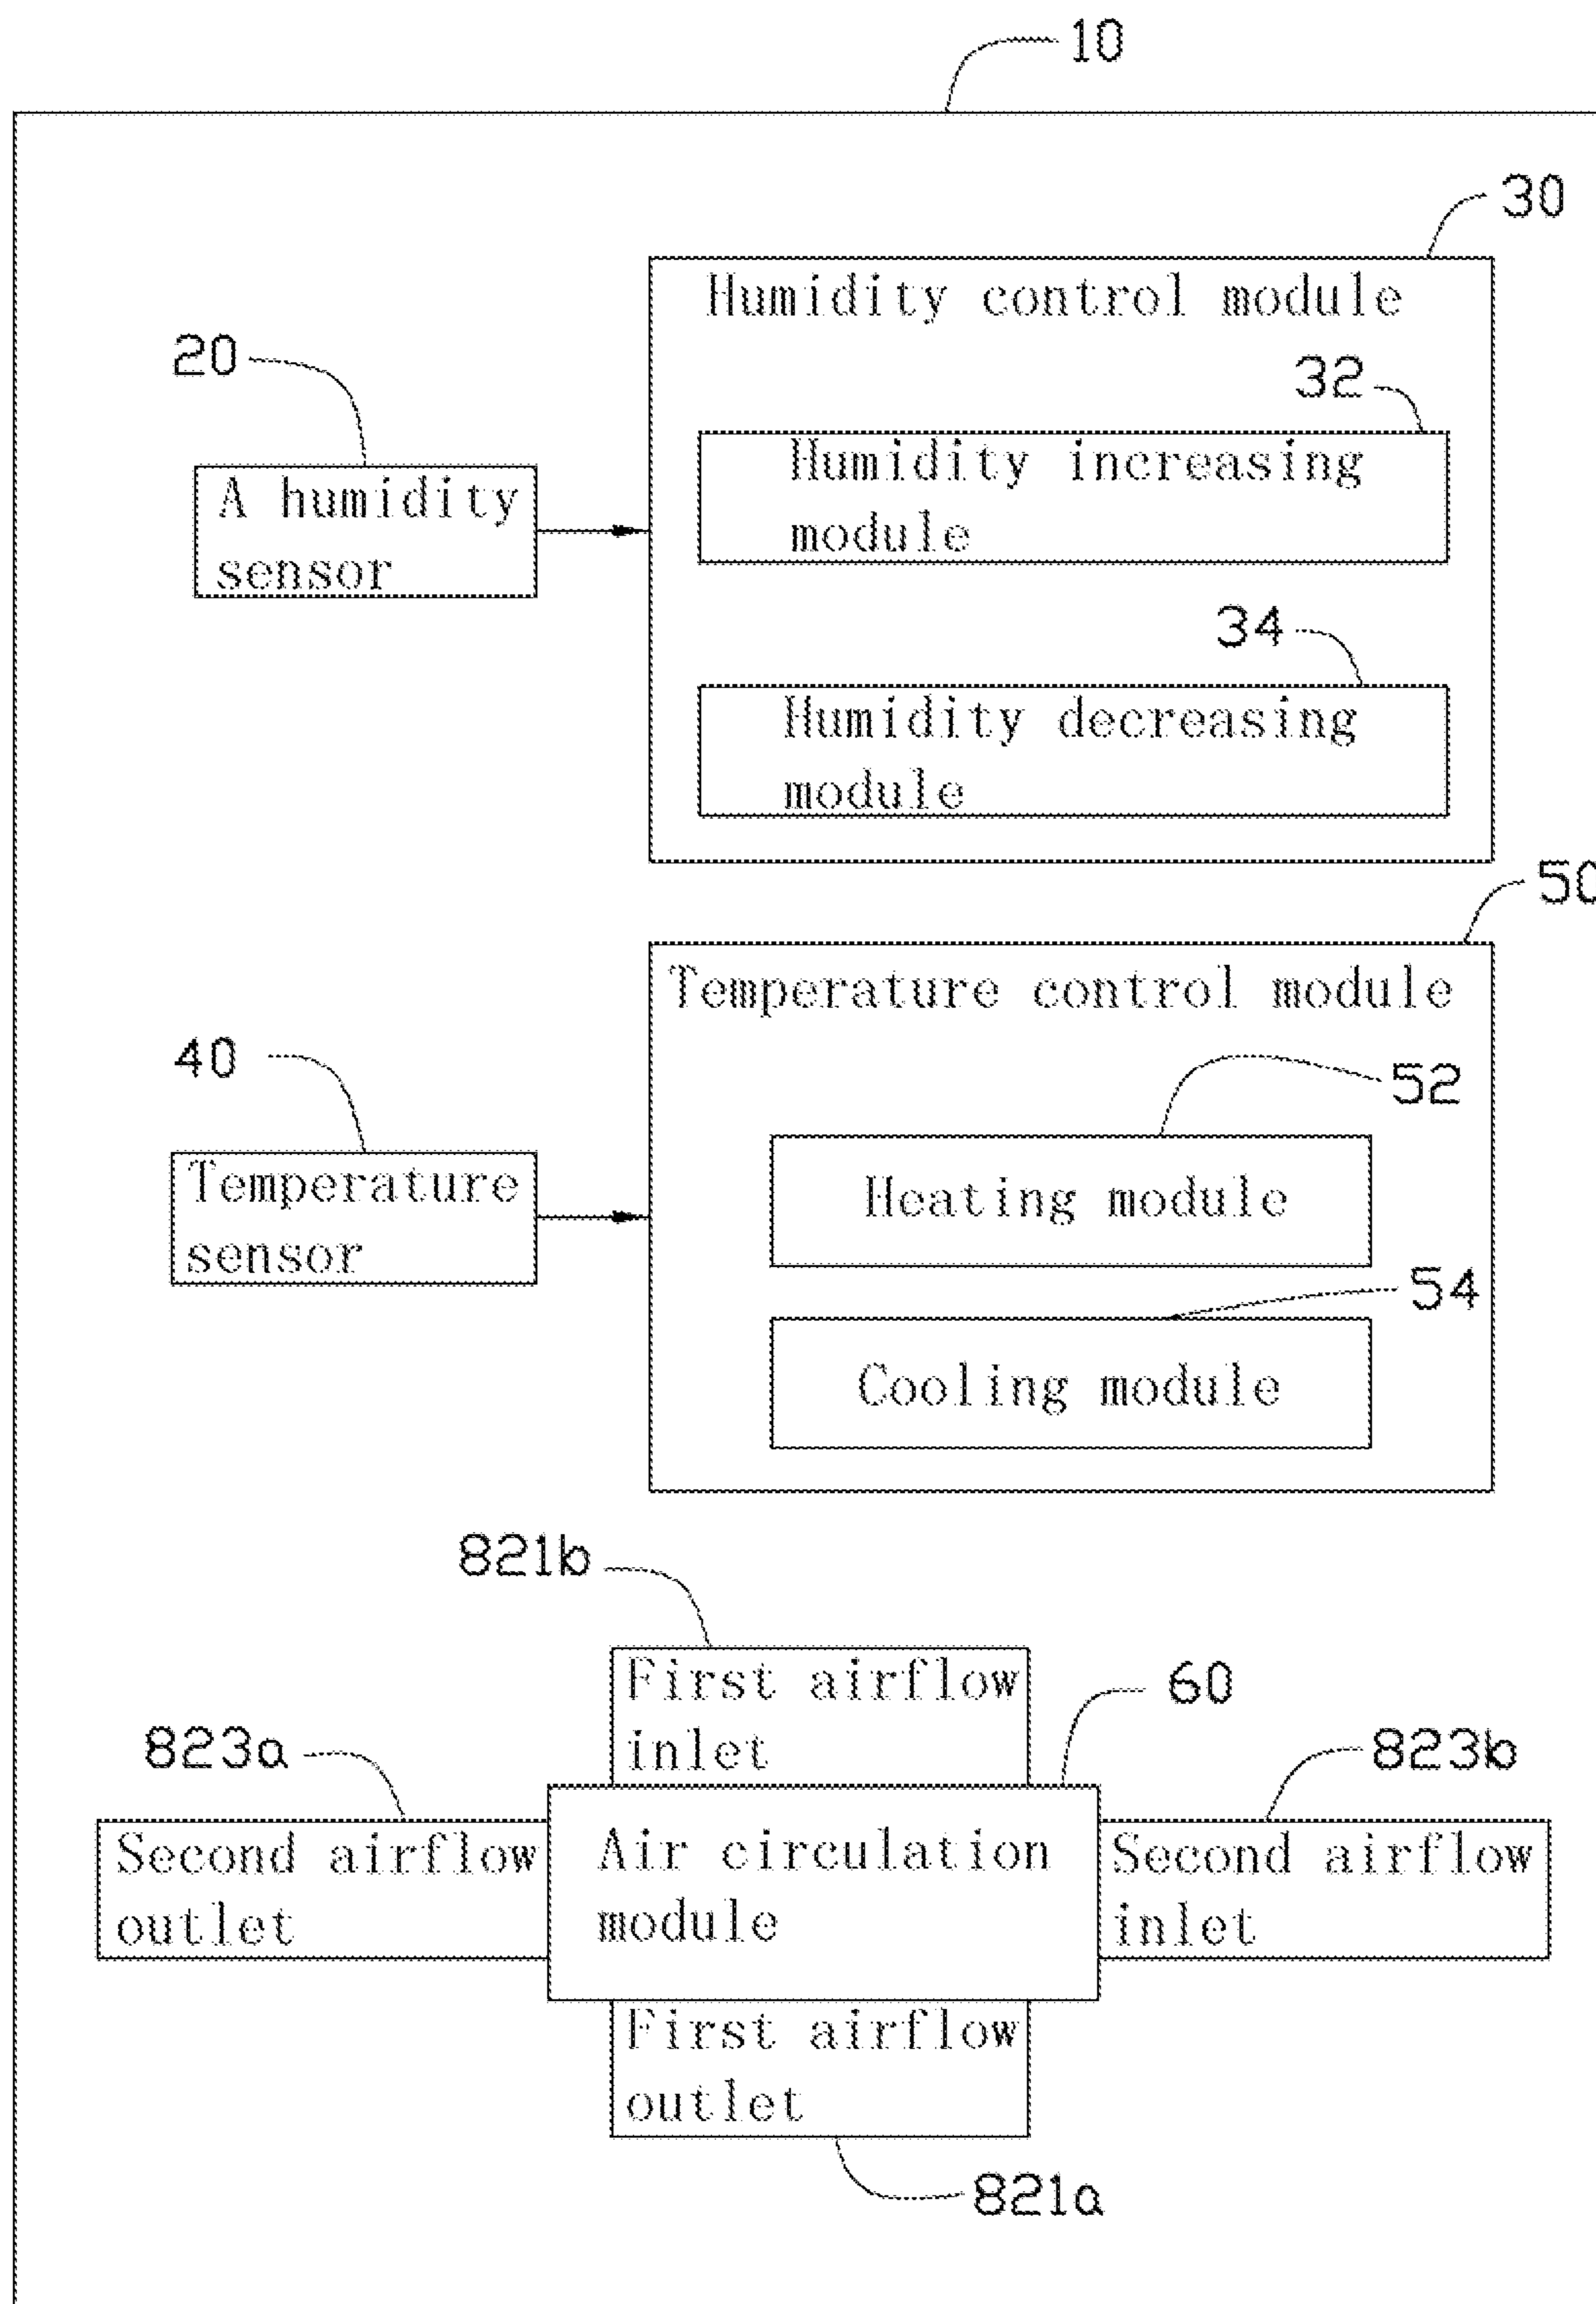 10
30
Humidity control module
20
32
A humidity
sensor
Humidity increasing
module
34
Humidity decreasing
module
50
Temperature control module
40
52
Temperature
sensor
Heating module
54
Cooling module
821b
First airflow
inlet
60
823a
823b
Second airflow
outlet
Air circulation
module
Second airflow
inlet
First airflow
outlet
821a